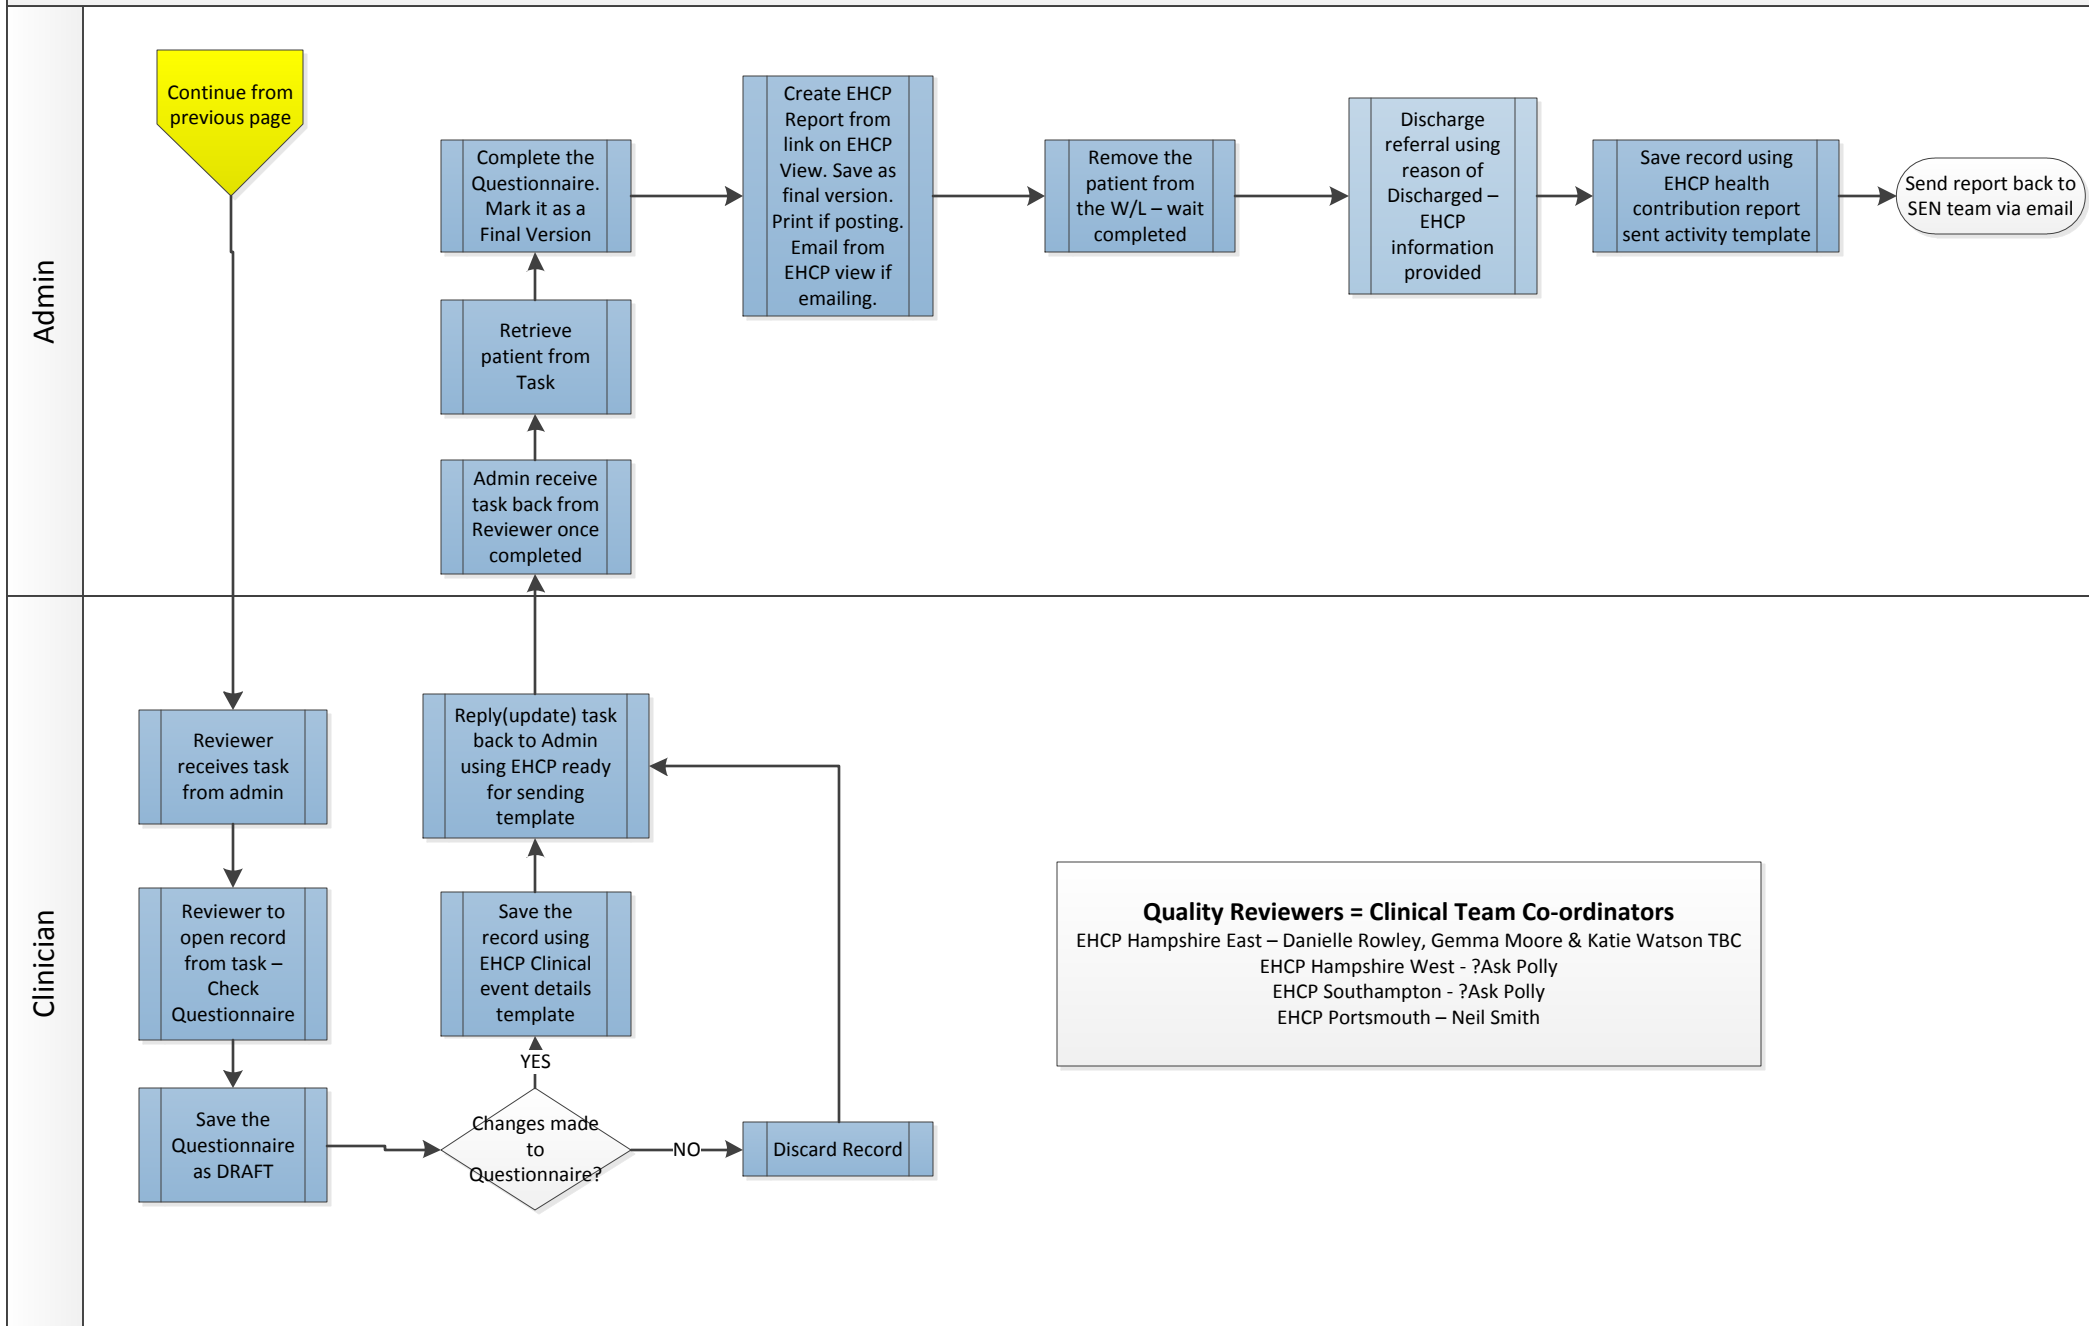 Admin
Continue from
previous page
Complete the
Questionnaire.
Mark it as a
Final Version
Create EHCP
Report from
link on EHCP
View. Save as
final version.
Print if posting.
Email from
EHCP view if
emailing.
Remove the
patient from
the W/L – wait
completed
Discharge
referral using
reason of
Discharged –
EHCP
information
provided
Save record using
EHCP health
contribution report
sent activity template
Send report back to
SEN team via email
Retrieve
patient from
Task
Admin receive
task back from
Reviewer once
completed
Clinician
Reviewer
receives task
from admin
Reply(update) task
back to Admin
using EHCP ready
for sending
template
Reviewer to
open record
from task –
Check
Questionnaire
Save the
record using
EHCP Clinical
event details
template
YES
Save the
Questionnaire
as DRAFT
Changes made
to
Questionnaire?
NO
Discard Record
Quality Reviewers = Clinical Team Co-ordinators
EHCP Hampshire East – Danielle Rowley, Gemma Moore & Katie Watson TBC
EHCP Hampshire West - ?Ask Polly
EHCP Southampton - ?Ask Polly
EHCP Portsmouth – Neil Smith